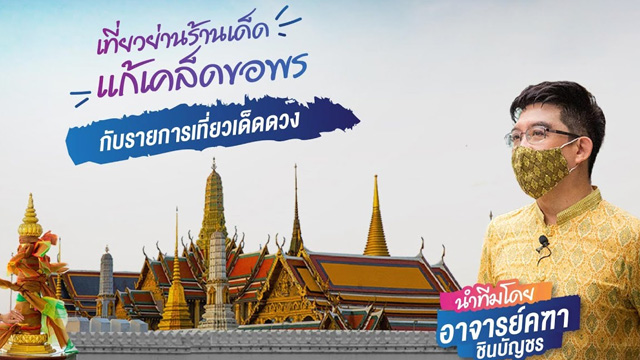 เที่ยวย่านร้านเด็ด
แก้เคล็ดขอพร
กับรายการเที่ยวเด็ดดวง
นำทีมโดย
อาจารย์คฑา
ชินบัญชร